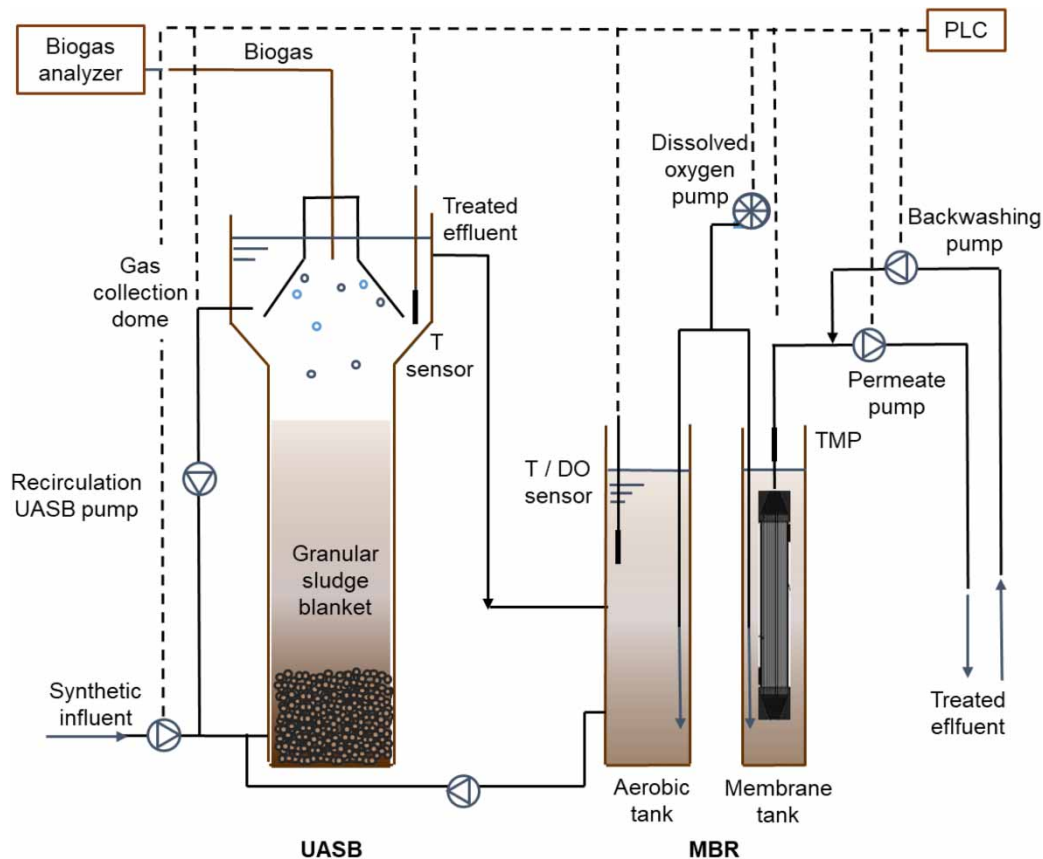 Biogas
analyzer
Biogas
PLC
Dissolved
oxygen
pump
Treated
effluent
Backwashing
pump
Gas
collection
dome
T
sensor
Permeate
pump
TMP
T / DO
sensor
Recirculation
UASB pump
Granular
sludge
blanket
Synthetic
influent
Treated
eflfuent
Aerobic
tank
Membrane
tank
UASB
MBR